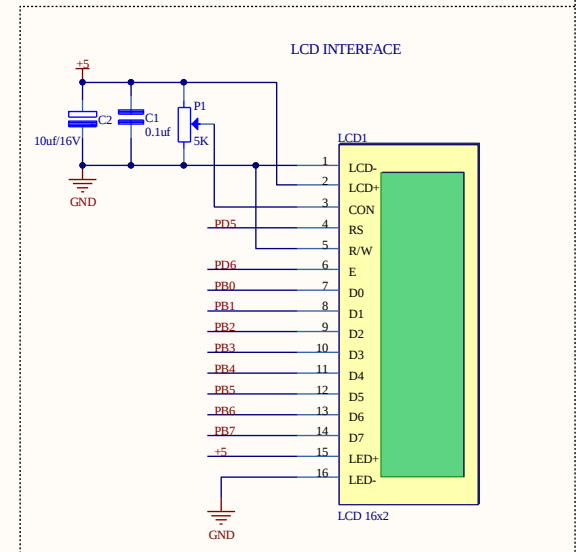 LCD INTERFACE
+5
P1
C2
C1
10uf/16V
0.1uf
5K
GND
LCD1
1 LCD-
2 LCD+
3 CON
PD5 4 RS
5 R/W
PD6 6 E
PB0 7 D0
PB1 8 D1
PB2 9 D2
PB3 10 D3
PB4 11 D4
PB5 12 D5
PB6 13 D6
PB7 14 D7
+5 15 LED+
16 LED-
LCD 16x2
GND